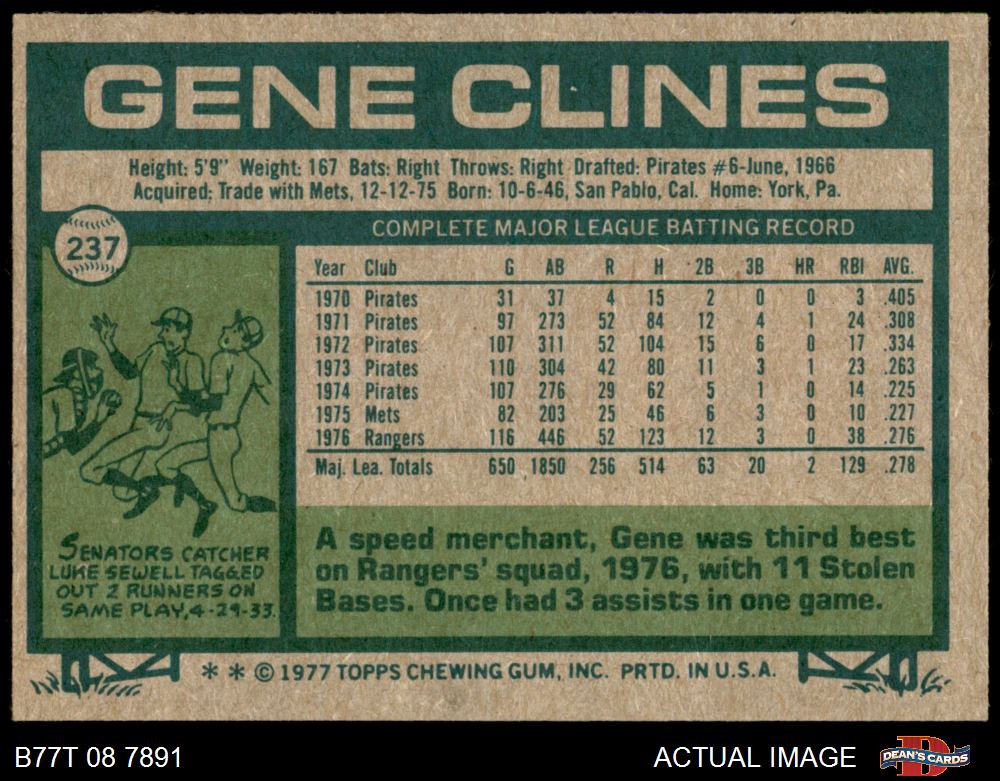 GENE CLINES
Height: 5'9" Weight: 167 Bats: Right Throws: Right Drafted: Pirates #6-June, 1966
Acquired: Trade with Mets, 12-12-75 Born: 10-6-46, San Pablo, Cal. Home: York, Pa.
237
COMPLETE MAJOR LEAGUE BATTING RECORD
Year Club G AB R H 2B 3B HR RBI AVG.
1970 Pirates 31 37 4 15 2 0 0 3 .405
1971 Pirates 97 273 52 84 12 4 1 24 .308
1972 Pirates 107 311 52 104 15 6 0 17 .334
1973 Pirates 110 304 42 80 11 3 1 23 .263
1974 Pirates 107 276 29 62 5 1 0 14 .225
1975 Mets 82 203 25 46 6 3 0 10 .227
1976 Rangers 116 446 52 123 12 3 0 38 .276
Maj. Lea. Totals 650 1850 256 514 63 20 2 129 .278
SENATORS CATCHER
LUKE SEWELL TAGGED
OUT 2 RUNNERS ON
SAME PLAY, 4-29-33.
A speed merchant, Gene was third best
on Rangers' squad, 1976, with 11 Stolen
Bases. Once had 3 assists in one game.
* * © 1977 TOPPS CHEWING GUM, INC. PRTD. IN U.S.A.
B77T 08 7891
ACTUAL IMAGE
DEAN'S CARDS